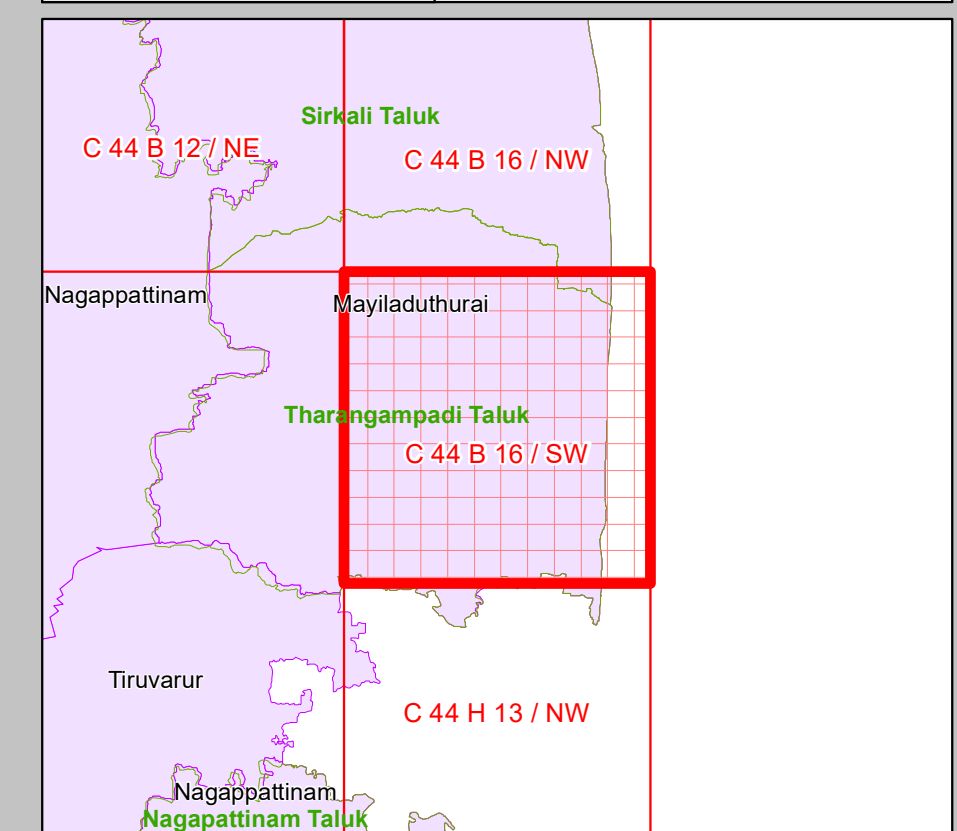 Sirkali Taluk
C 44 B 12 / NE
C 44 B 16 / NW
Nagappattinam
Mayiladuthurai
Tharangampadi Taluk
C 44 B 16 / SW
Tiruvarur
C 44 H 13 / NW
Nagappattinam
Nagapattinam Taluk